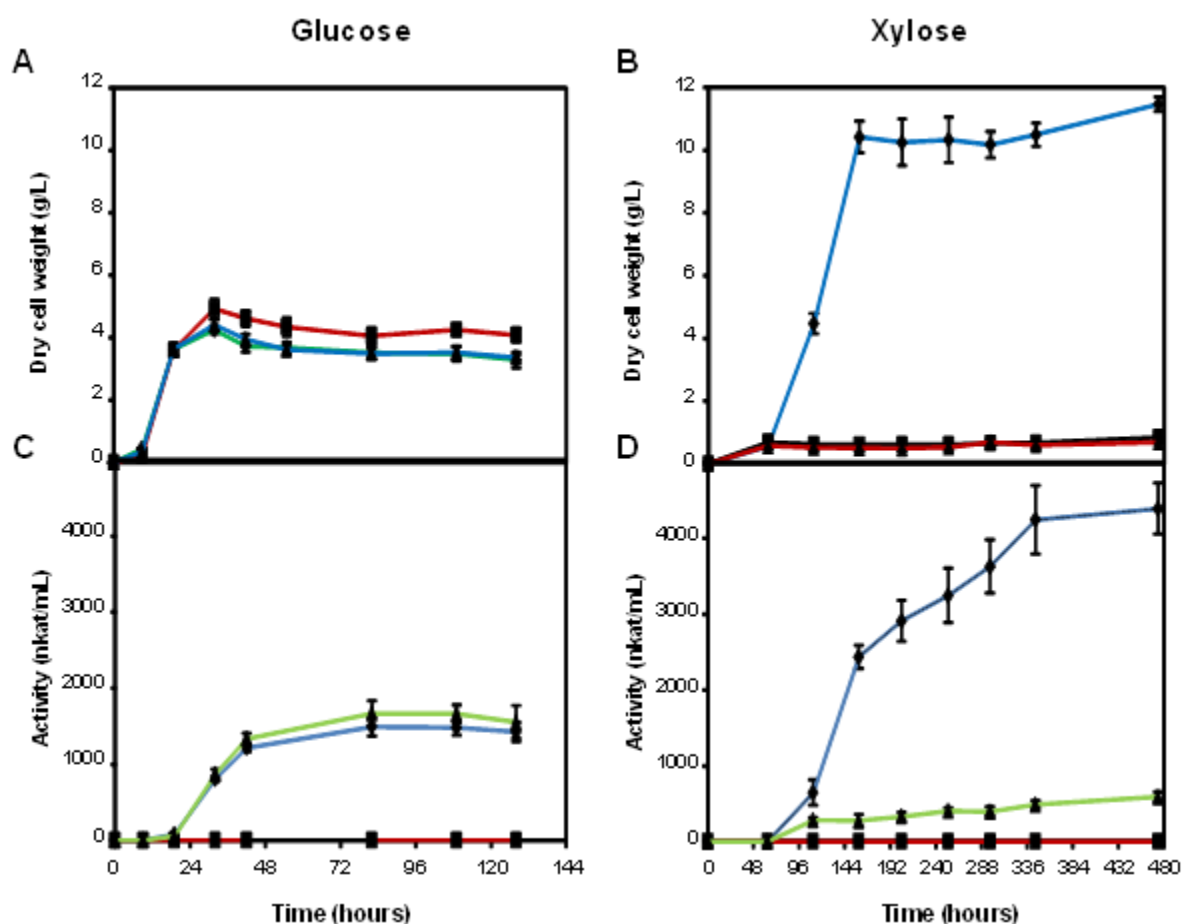 Glucose
Xylose
A
B
12
10
8
6
4
2
0
Dry cell weight (g/L)
12
10
8
6
4
2
0
Dry cell weight (g/L)
C
D
4000
3000
2000
1000
0
Activity (nkat/mL)
4000
3000
2000
1000
0
Activity (nkat/mL)
0 24 48 72 96 120 144
0 48 96 144 192 240 288 336 384 432 480
Time (hours)
Time (hours)